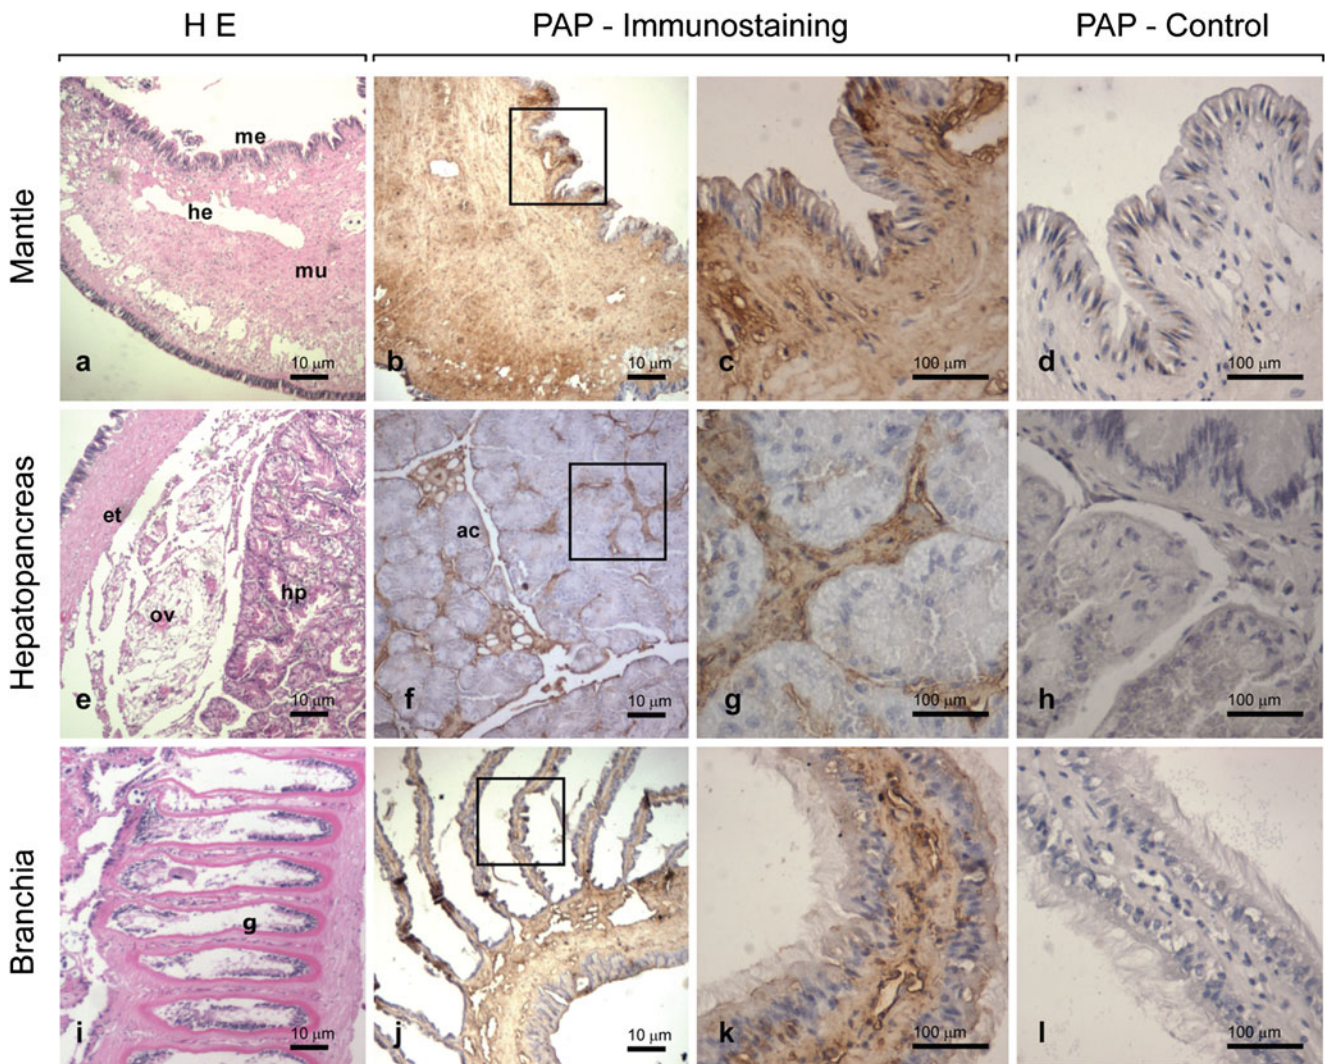 H E
PAP - Immunostaining
PAP - Control
Mantle
me
he
mu
a
10 μm
b
10 μm
c
100 μm
d
100 μm
Hepatopancreas
et
ov
hp
e
10 μm
ac
f
10 μm
g
100 μm
h
100 μm
Branchia
g
i
10 μm
j
10 μm
k
100 μm
l
100 μm